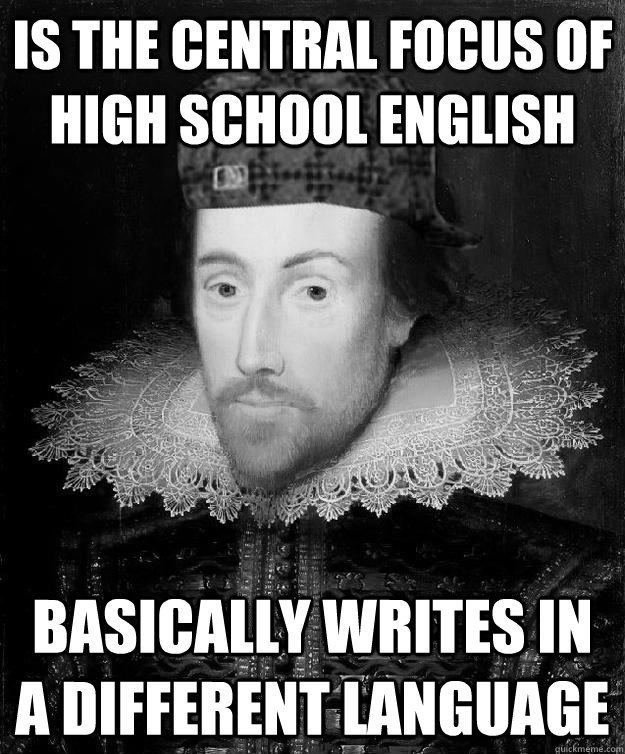 IS THE CENTRAL FOCUS OF
HIGH SCHOOL ENGLISH
BASICALLY WRITES IN
A DIFFERENT LANGUAGE
quickmeme.com